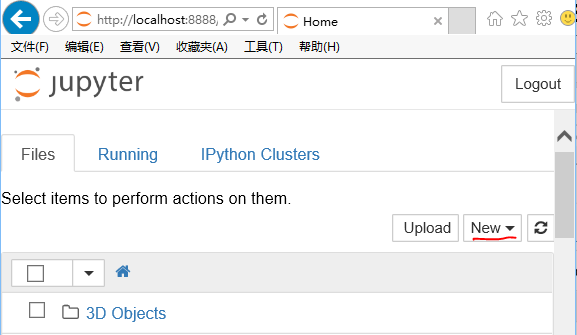 http://localhost:8888/
Home
文件(F) 编辑(E) 查看(V) 收藏夹(A) 工具(T) 帮助(H)
jupyter
Logout
Files Running IPython Clusters
Select items to perform actions on them.
Upload New
3D Objects